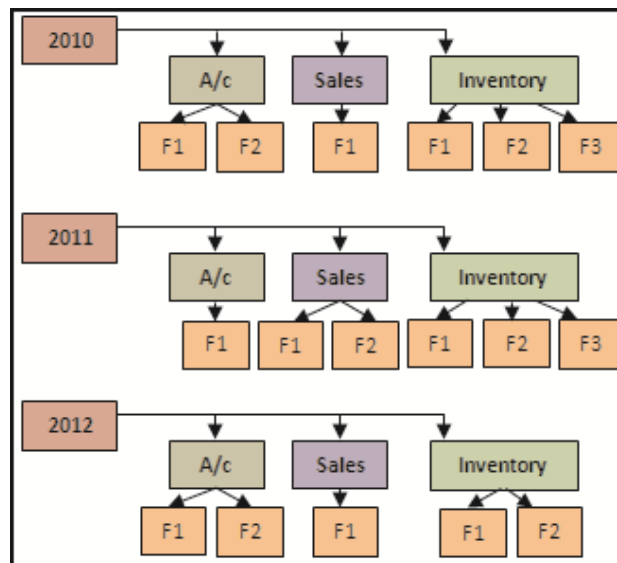 2010
A/c Sales Inventory
F1 F2 F1 F1 F2 F3
2011
A/c Sales Inventory
F1 F1 F2 F1 F2 F3
2012
A/c Sales Inventory
F1 F2 F1 F1 F2